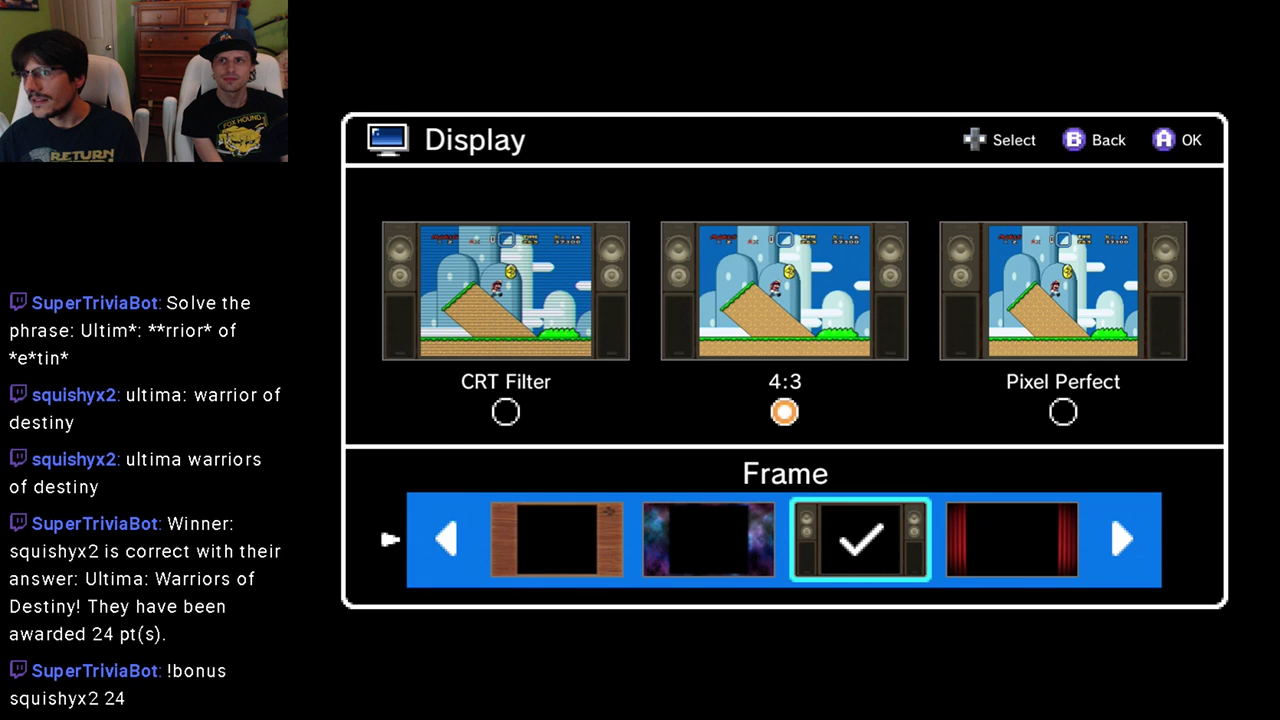 RETURN
FOX HOUND
Display
Select
Back
OK
CRT Filter
4:3
Pixel Perfect
Frame
SuperTriviaBot: Solve the
phrase: Ultim*: **rrior* of
*e*tin*
squishyx2: ultima: warrior of
destiny
squishyx2: ultima warriors
of destiny
SuperTriviaBot: Winner:
squishyx2 is correct with their
answer: Ultima: Warriors of
Destiny! They have been
awarded 24 pt(s).
SuperTriviaBot: !bonus
squishyx2 24